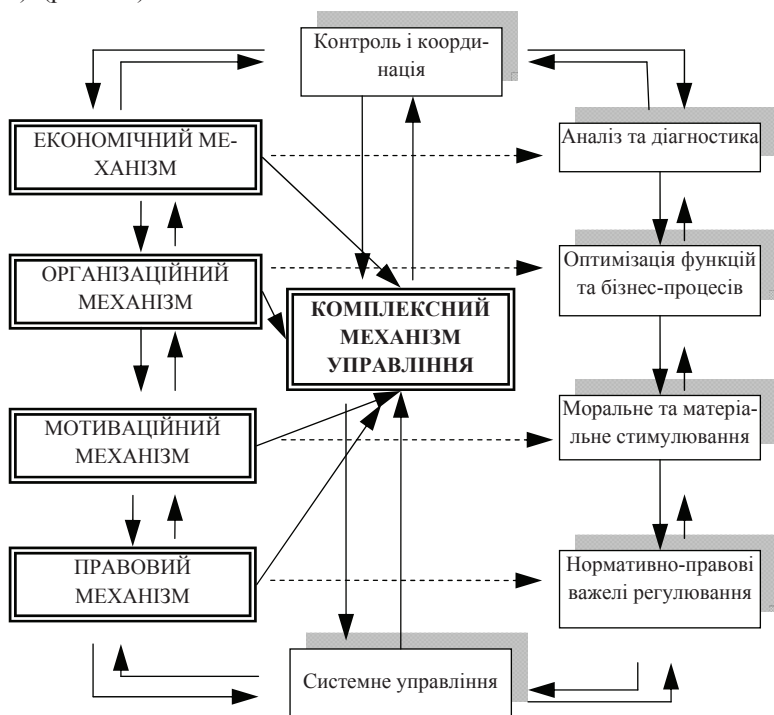 Контроль і коорди-
нація
ЕКОНОМІЧНИЙ МЕ-
ХАНІЗМ
Аналіз та діагностика
ОРГАНІЗАЦІЙНИЙ
МЕХАНІЗМ
Оптимізація функцій
та бізнес-процесів
КОМПЛЕКСНИЙ
МЕХАНІЗМ
УПРАВЛІННЯ
МОТИВАЦІЙНИЙ
МЕХАНІЗМ
Моральне та матеріа-
льне стимулювання
ПРАВОВИЙ
МЕХАНІЗМ
Нормативно-правові
важелі регулювання
Системне управління